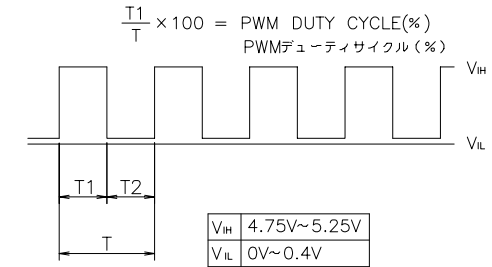 T1/T × 100 = PWM DUTY CYCLE(%)
PWMデューティサイクル(%)
VIH
VIL
T1 T2
T
VIH 4.75V~5.25V
VIL 0V~0.4V